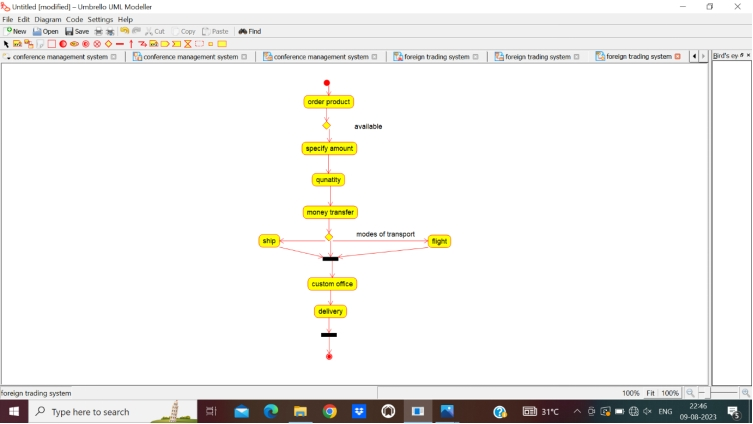 Untitled [modified] – Umbrello UML Modeller
File Edit Diagram Code Settings Help
New Open Save Cut Copy Paste Find
conference management system conference management system conference management system foreign trading system foreign trading system foreign trading system Bird's ey
order product
available
specify amount
qunatity
money transfer
modes of transport
ship flight
custom office
delivery
foreign trading system 100% Fit 100%
Type here to search 31°C ENG 22:46
09-08-2023
5